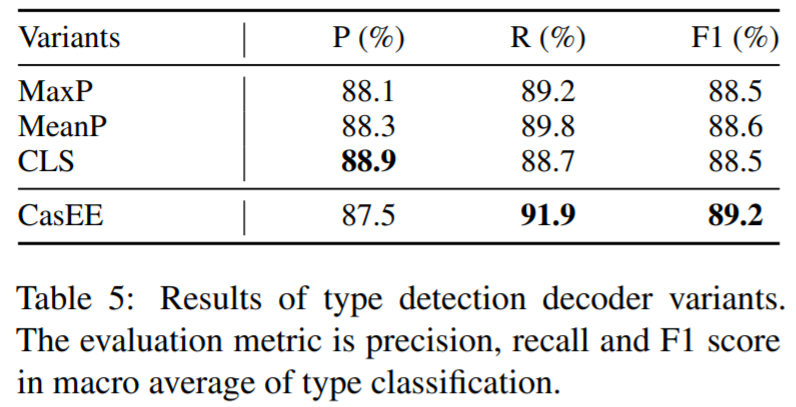 Variants P (%) R (%) F1 (%)
MaxP 88.1 89.2 88.5
MeanP 88.3 89.8 88.6
CLS 88.9 88.7 88.5
CasEE 87.5 91.9 89.2
Table 5: Results of type detection decoder variants.
The evaluation metric is precision, recall and F1 score
in macro average of type classification.